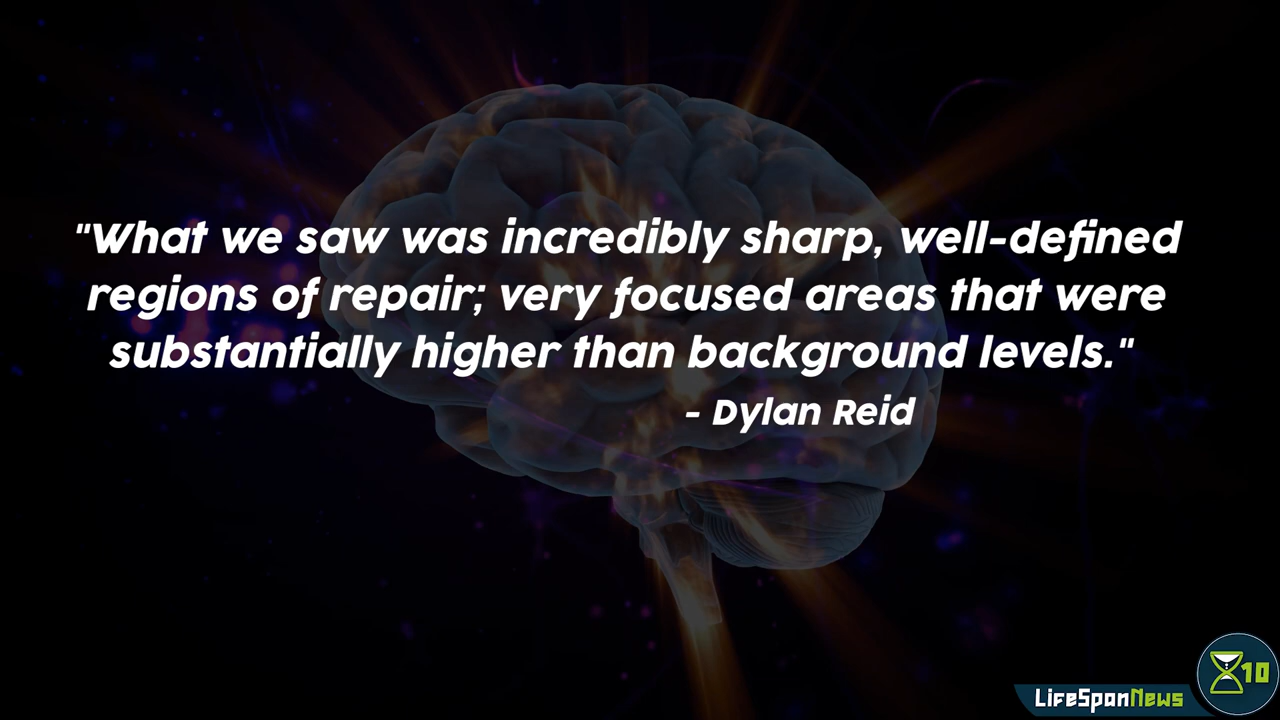 "What we saw was incredibly sharp, well-defined
regions of repair; very focused areas that were
substantially higher than background levels."
- Dylan Reid
10
LifeSpanNews